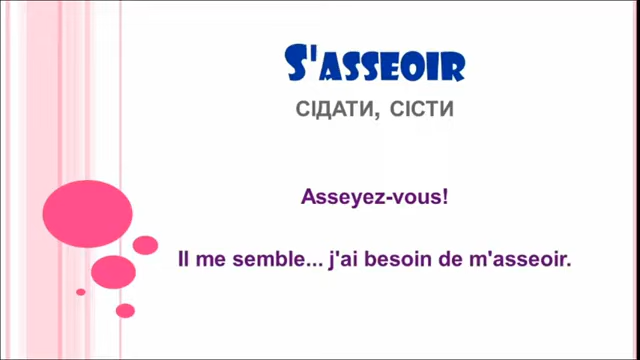 S'ASSEOIR
СІДАТИ, СІСТИ
Asseyez-vous!
Il me semble... j'ai besoin de m'asseoir.